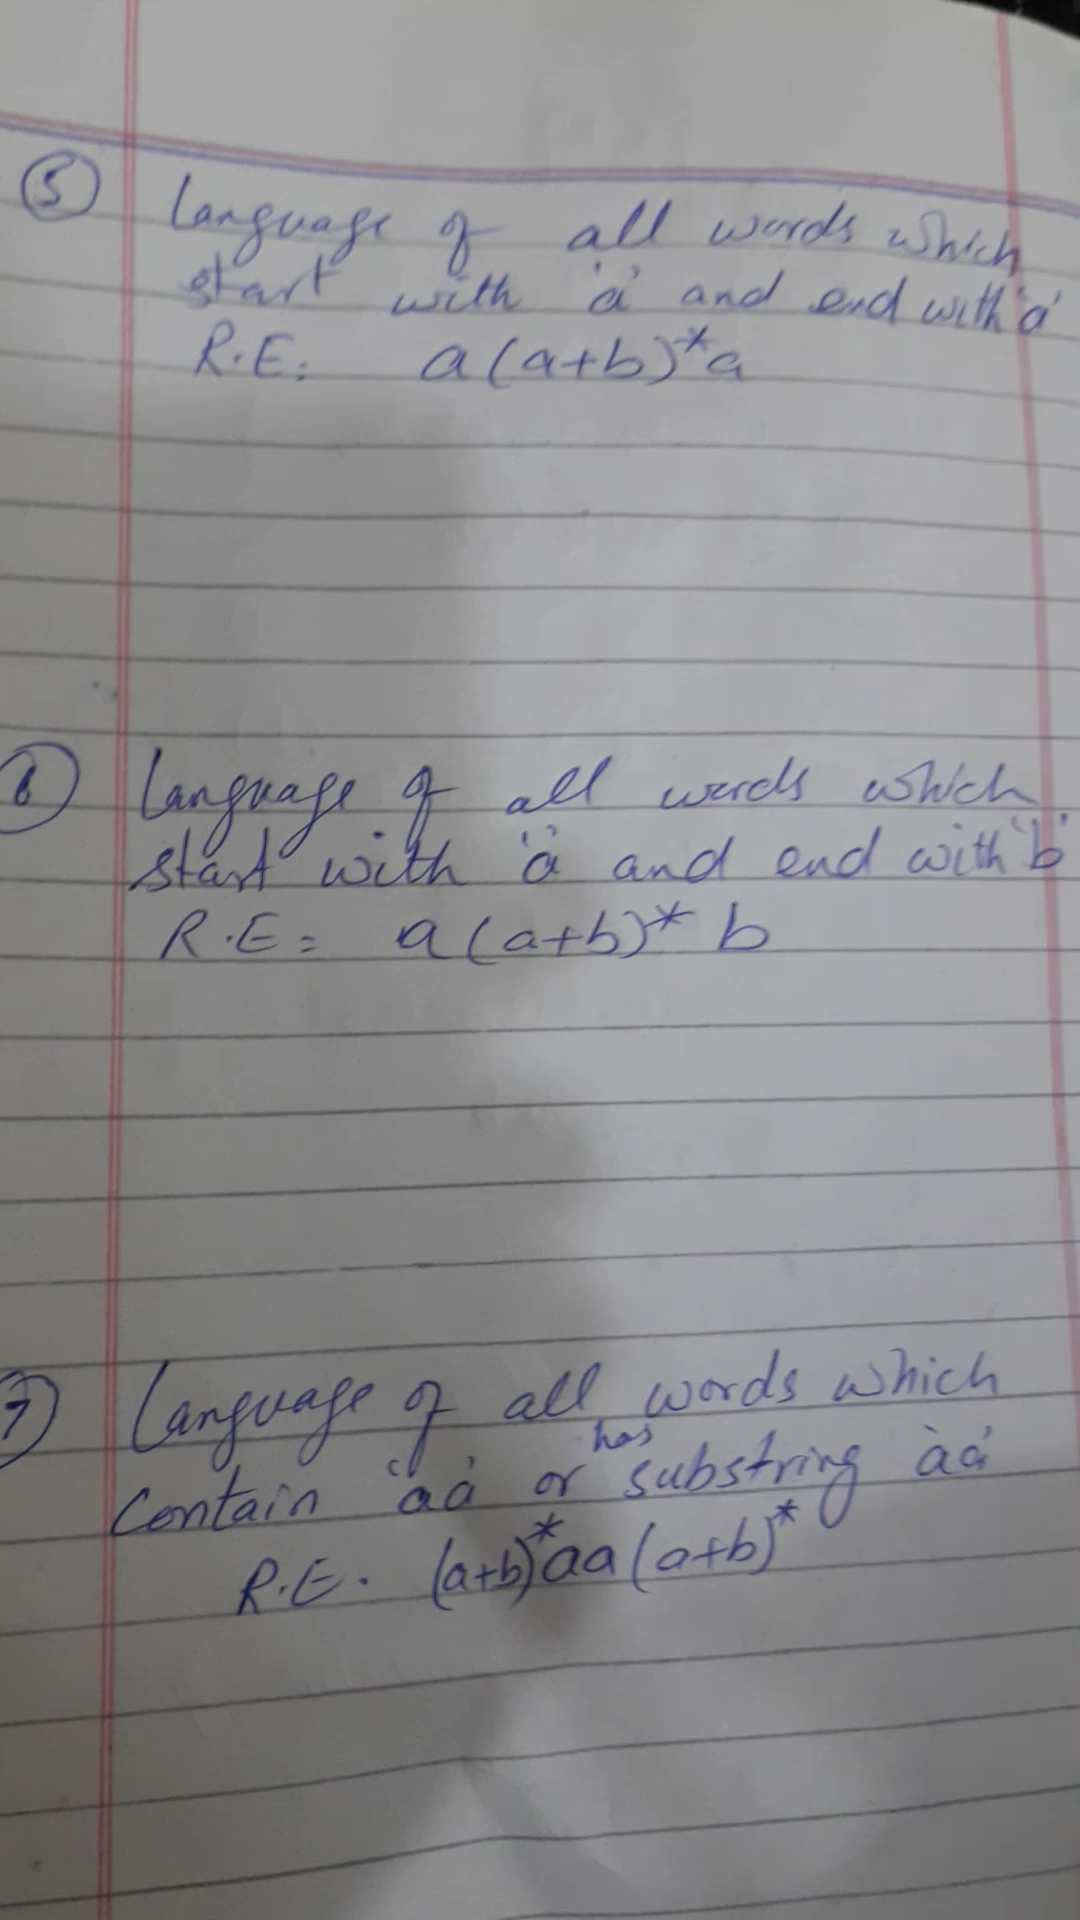 5 Language of all words which
start with 'a' and end with 'a'
R.E: a(a+b)*a
6 Language of all words which
start with 'a' and end with 'b'
R.E= a(a+b)* b
7) Language of all words which
Contain 'aa' or has substring 'aa'
R.E. (a+b)*aa(a+b)*